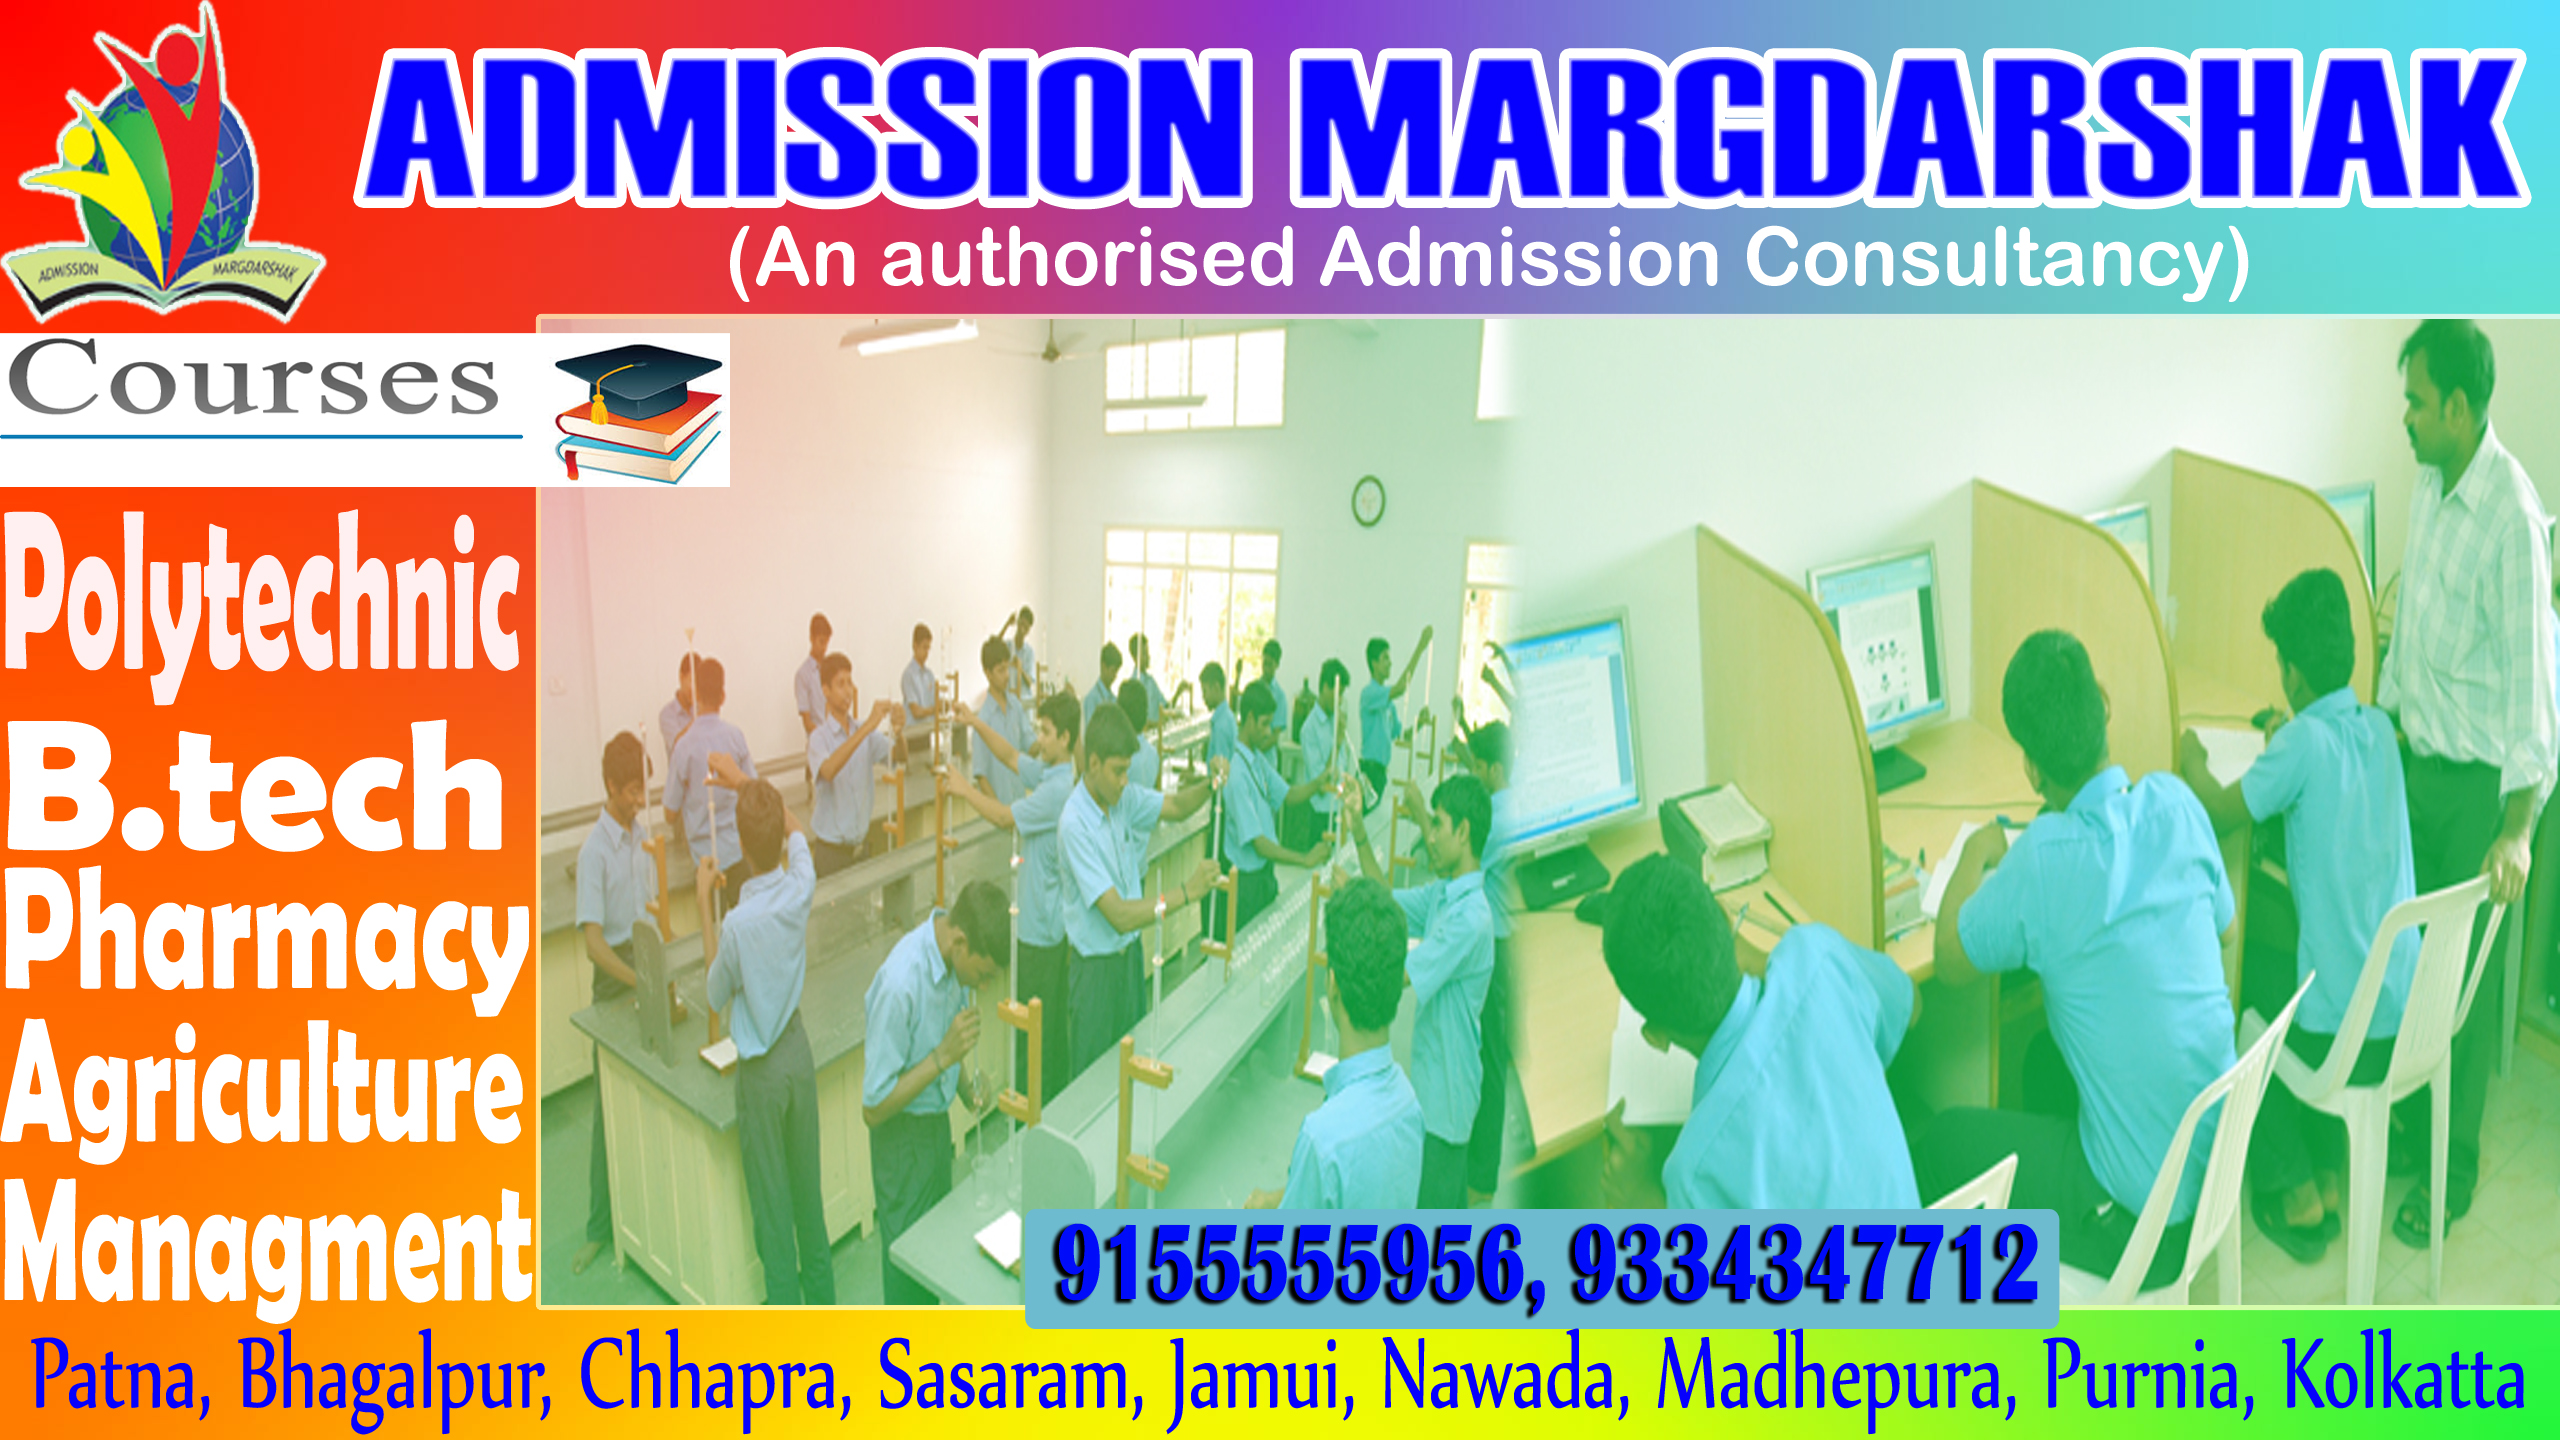 ADMISSION MARGDARSHAK
(An authorised Admission Consultancy)
ADMISSION MARGDARSHAK
Courses
Polytechnic
B.tech
Pharmacy
Agriculture
Managment
9155555956, 9334347712
Patna, Bhagalpur, Chhapra, Sasaram, Jamui, Nawada, Madhepura, Purnia, Kolkatta